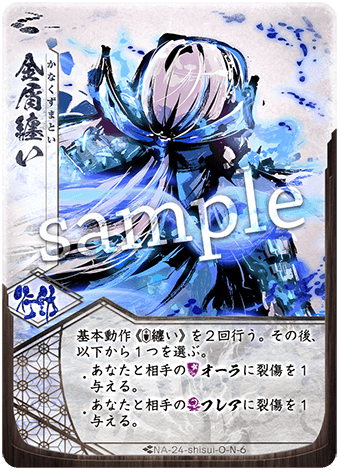 金屑纏い
かなくずまとい
sample
行動
基本動作《纏い》を２回行う。その後、
以下から１つを選ぶ。
・あなたと相手のオーラに裂傷を１
与える。
・あなたと相手のフレアに裂傷を１
与える。
NA-24-shisui-O-N-6